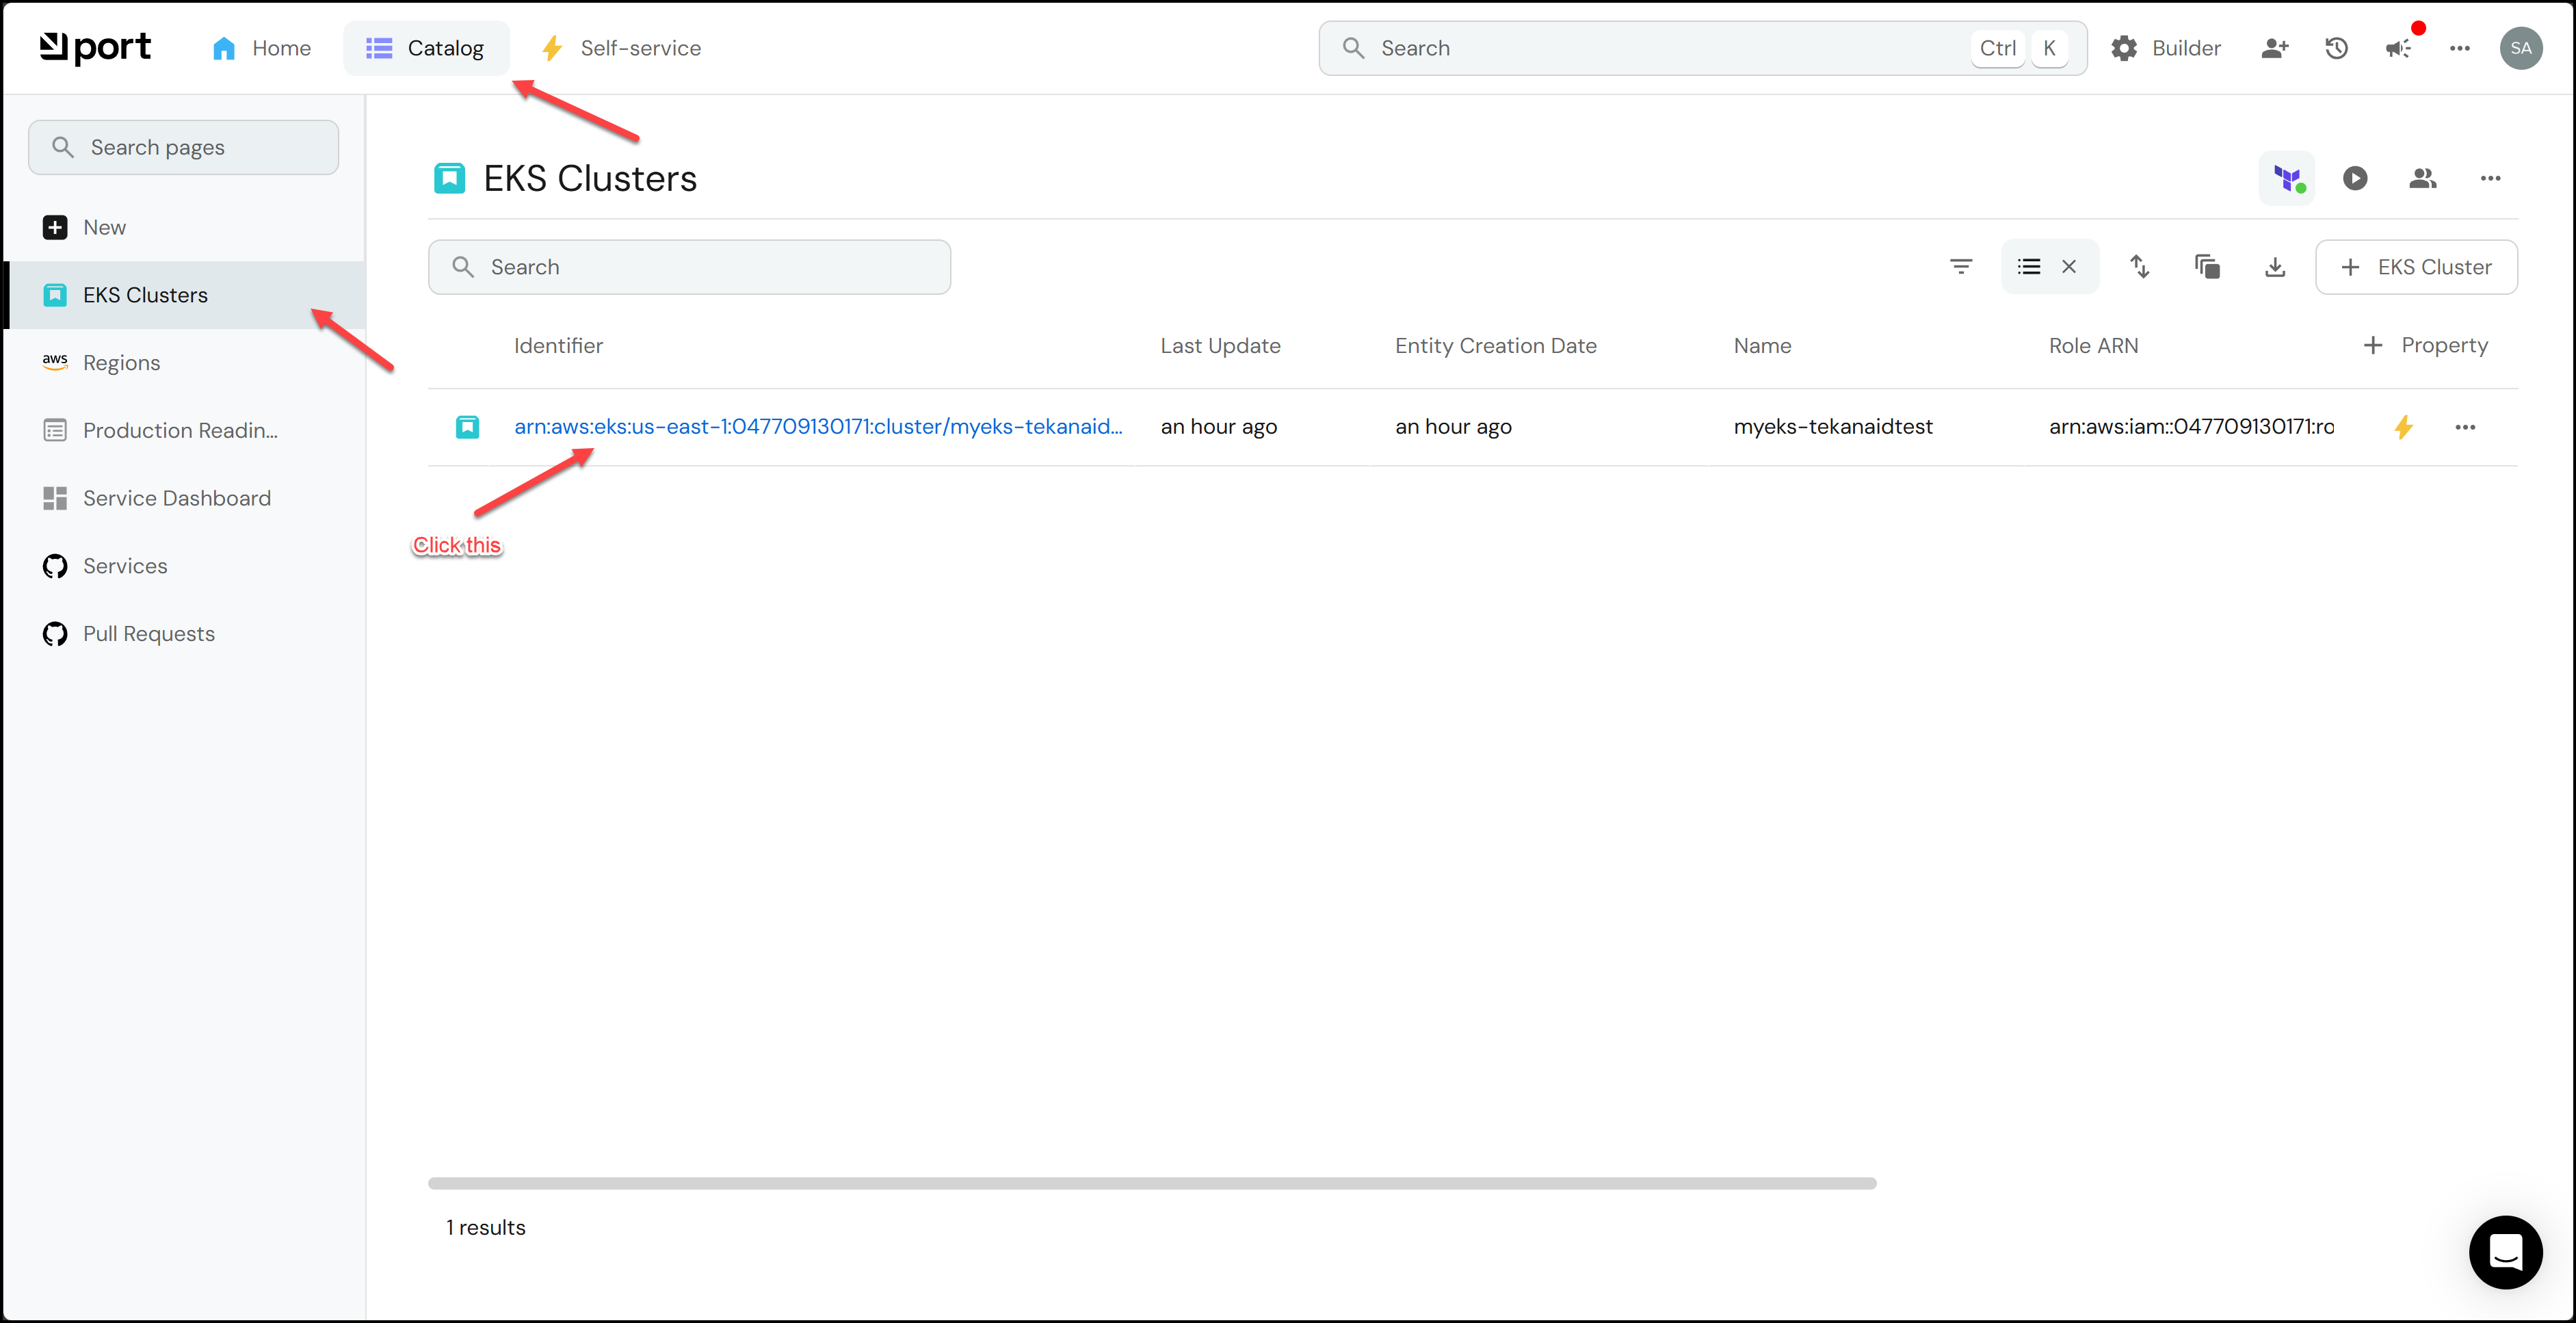 port Home Catalog Self-service Search Ctrl K Builder SA
Search pages
New
EKS Clusters
aws Regions
Production Readin...
Service Dashboard
Services
Pull Requests
EKS Clusters
Search
EKS Cluster
Identifier Last Update Entity Creation Date Name Role ARN Property
arn:aws:eks:us-east-1:047709130171:cluster/myeks-tekanaid... an hour ago an hour ago myeks-tekanaidtest arn:aws:iam::047709130171:ro
Click this
1 results